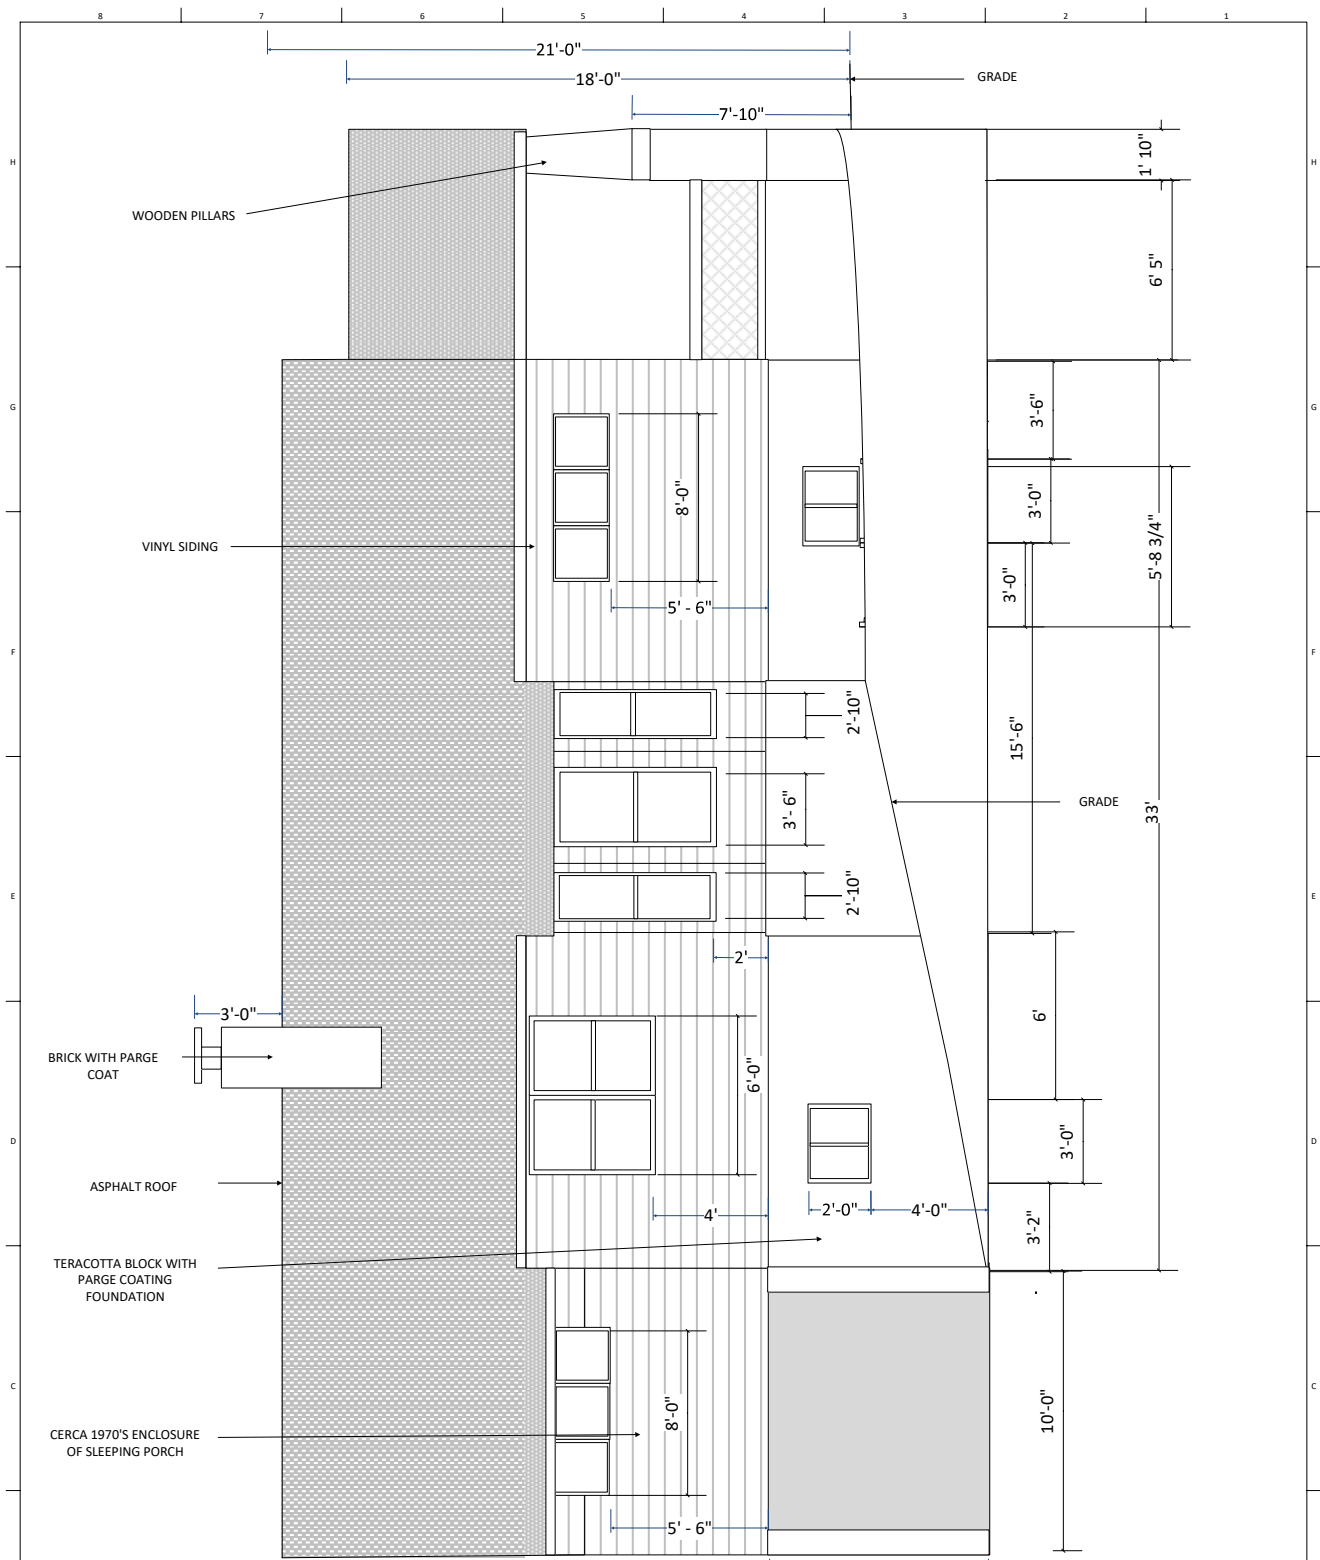 8 7 6 5 4 3 2 1
21'-0"
18'-0"
GRADE
7'-10"
H
H
1' 10"
WOODEN PILLARS
6' 5"
G
G
3'-6"
8'-0"
3'-0"
VINYL SIDING
5'-8 3/4"
3'-0"
5' - 6"
F
F
2'-10"
15'-6"
3'- 6"
GRADE
33'
2'-10"
E
E
2'
3'-0"
6'
BRICK WITH PARGE
COAT
6'-0"
D
D
3'-0"
ASPHALT ROOF
4'
2'-0"
4'-0"
3'-2"
TERACOTTA BLOCK WITH
PARGE COATING
FOUNDATION
C
C
8'-0"
10'-0"
CERCA 1970'S ENCLOSURE
OF SLEEPING PORCH
5' - 6"